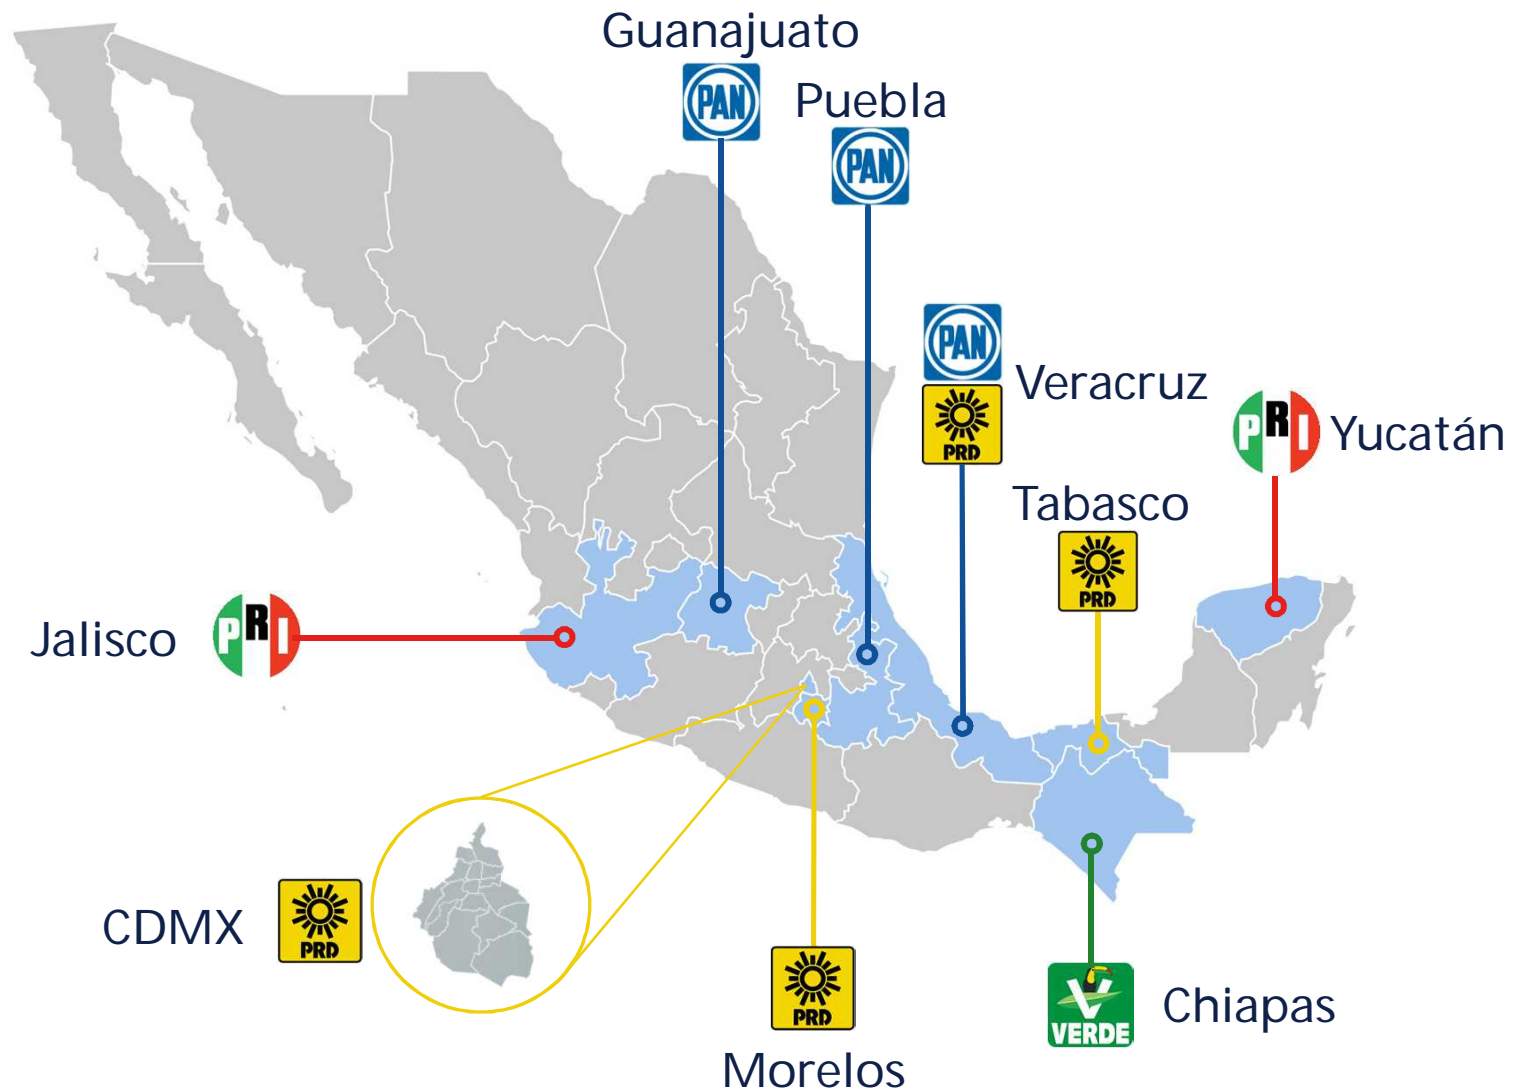 Guanajuato
PAN
Puebla
PAN
PAN
Veracruz
PRD
PRI
Yucatán
Tabasco
PRD
Jalisco
PRI
CDMX
PRD
PRD
Morelos
V
VERDE
Chiapas